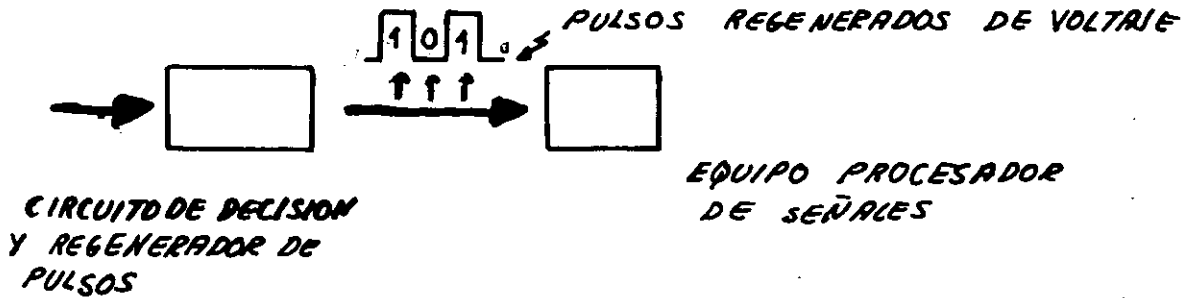 PULSOS REGENERADOS DE VOLTAJE
1 0 1
EQUIPO PROCESADOR
DE SEÑALES
CIRCUITO DE DECISION
Y REGENERADOR DE
PULSOS